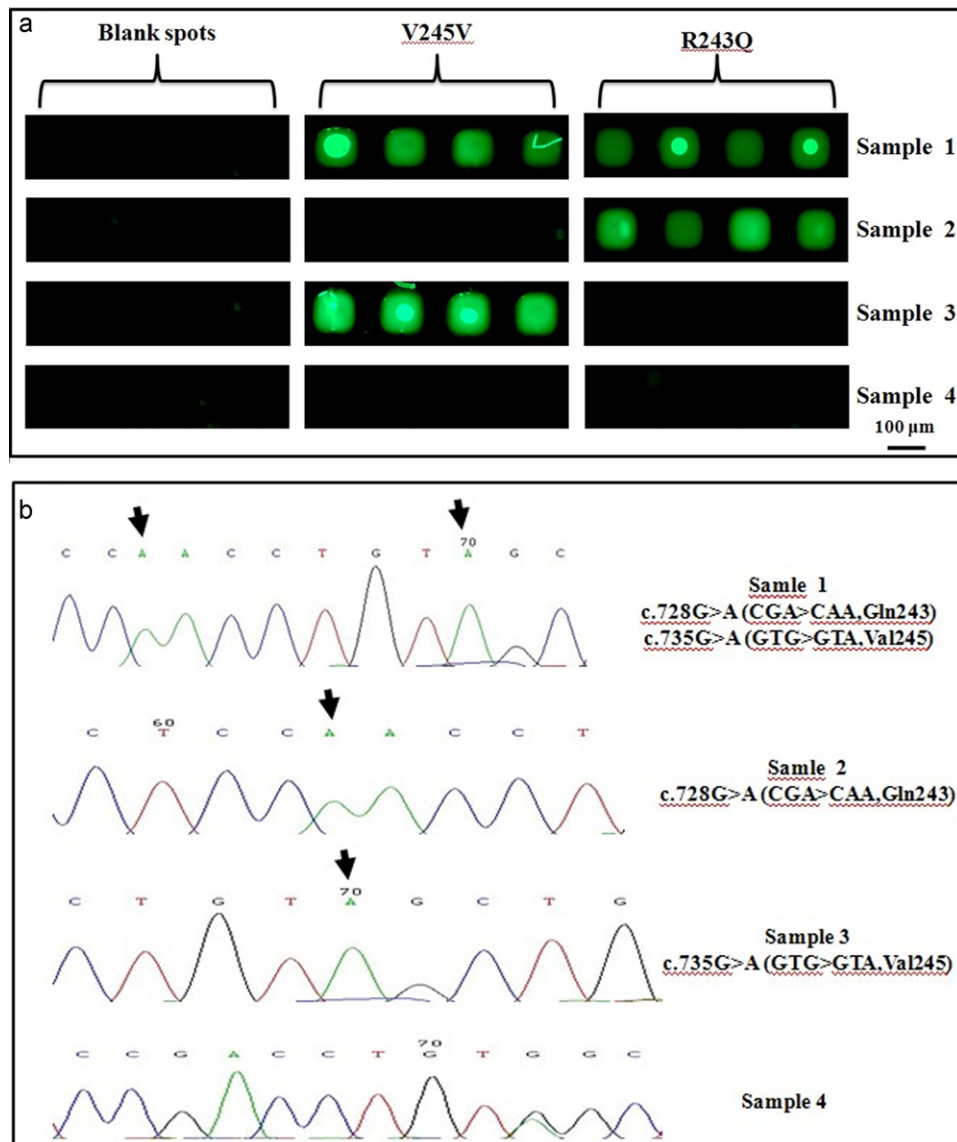 a
Blank spots V245V R243Q
Sample 1
Sample 2
Sample 3
Sample 4
100 µm
b
70
C C A A C C T G T A G C
Samle 1
c.728G>A (CGA>CAA,Gln243)
c.735G>A (GTG>GTA,Val245)
60
C T C C A A C C T
Samle 2
c.728G>A (CGA>CAA,Gln243)
70
C T G T A G C T G
Sample 3
c.735G>A (GTG>GTA,Val245)
70
C C G A C C T G T G G C
Sample 4